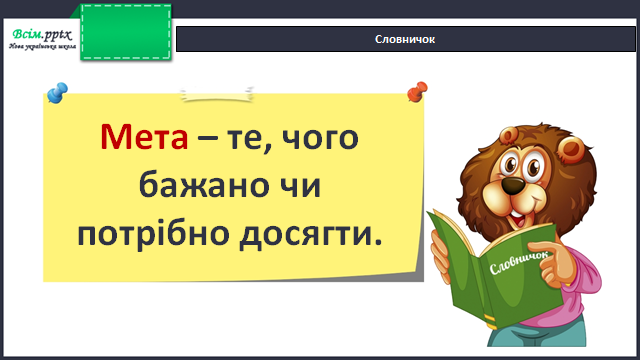 Всім.pptx
Нова українська школа
Словничок
Мета – те, чого
бажано чи
потрібно досягти.
Словничок